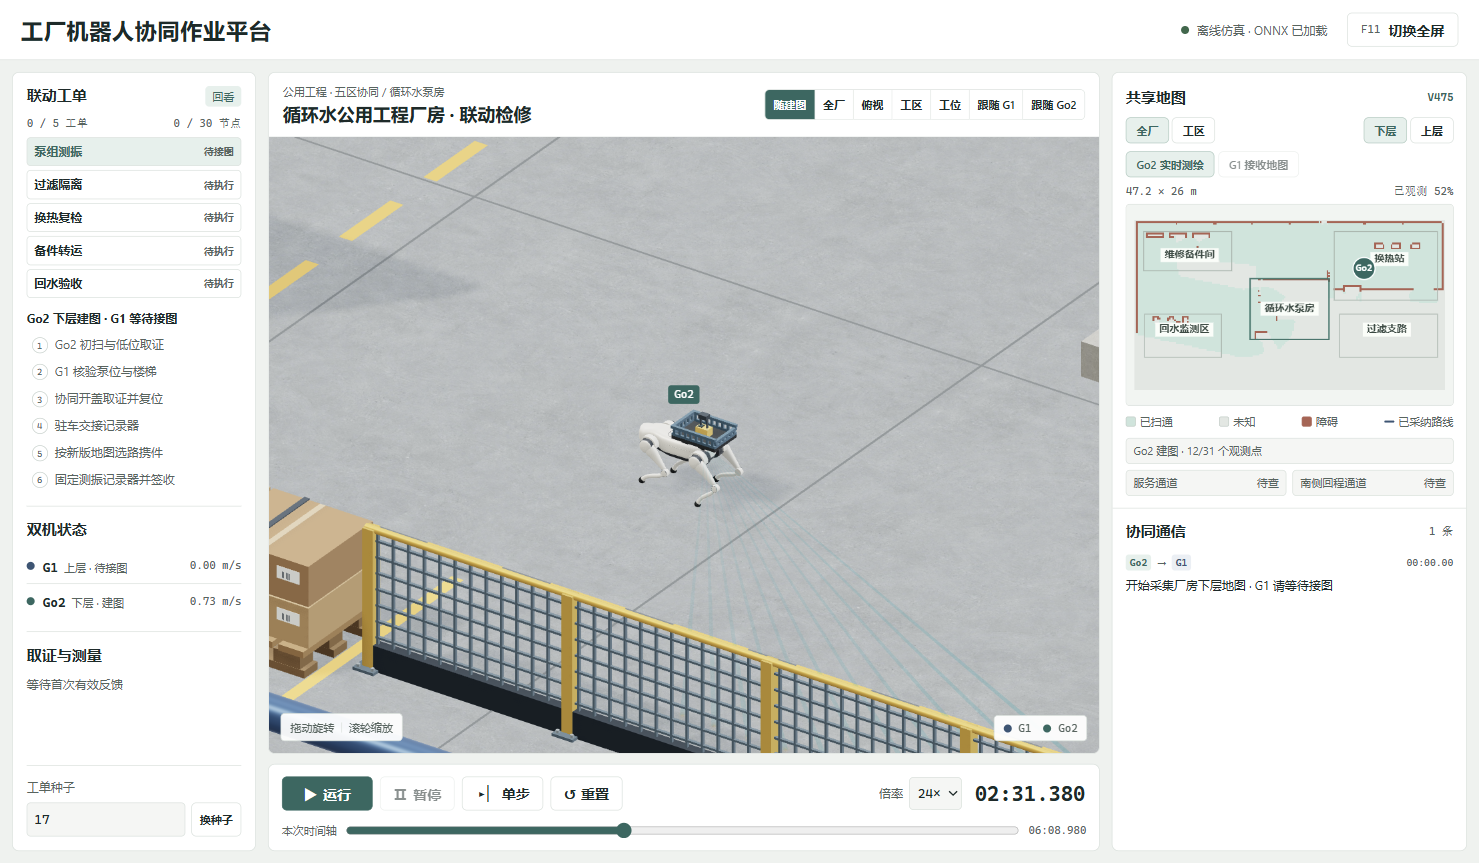 工厂机器人协同作业平台
离线仿真 · ONNX 已加载
F11 切换全屏
联动工单
回看
0 / 5 工单
0 / 30 节点
泵组测振
待接图
过滤隔离
待执行
换热复检
待执行
备件转运
待执行
回水验收
待执行
Go2 下层建图 · G1 等待接图
1 Go2 初扫与低位取证
2 G1 核验泵位与楼梯
3 协同开盖取证并复位
4 驻车交接记录器
5 按新版地图选路携件
6 固定测振记录器并签收
双机状态
G1 上层 · 待接图
0.00 m/s
Go2 下层 · 建图
0.73 m/s
取证与测量
等待首次有效反馈
工单种子
17
换种子
公用工程 · 五区协同 / 循环水泵房
循环水公用工程厂房 · 联动检修
随建图
全厂
俯视
工区
工位
跟随 G1
跟随 Go2
Go2
拖动旋转
滚轮缩放
G1
Go2
运行
暂停
单步
重置
倍率
24×
02:31.380
本次时间轴
06:08.980
共享地图
V475
全厂
工区
下层
上层
Go2 实时测绘
G1 接收地图
47.2 × 26 m
已观测 52%
维修备件间
Go2
换热站
循环水泵房
回水监测区
过滤支路
已扫通
未知
障碍
已采纳路线
Go2 建图 · 12/31 个观测点
服务通道
待查
南侧回程通道
待查
协同通信
1 条
Go2 → G1
00:00.00
开始采集厂房下层地图 · G1 请等待接图